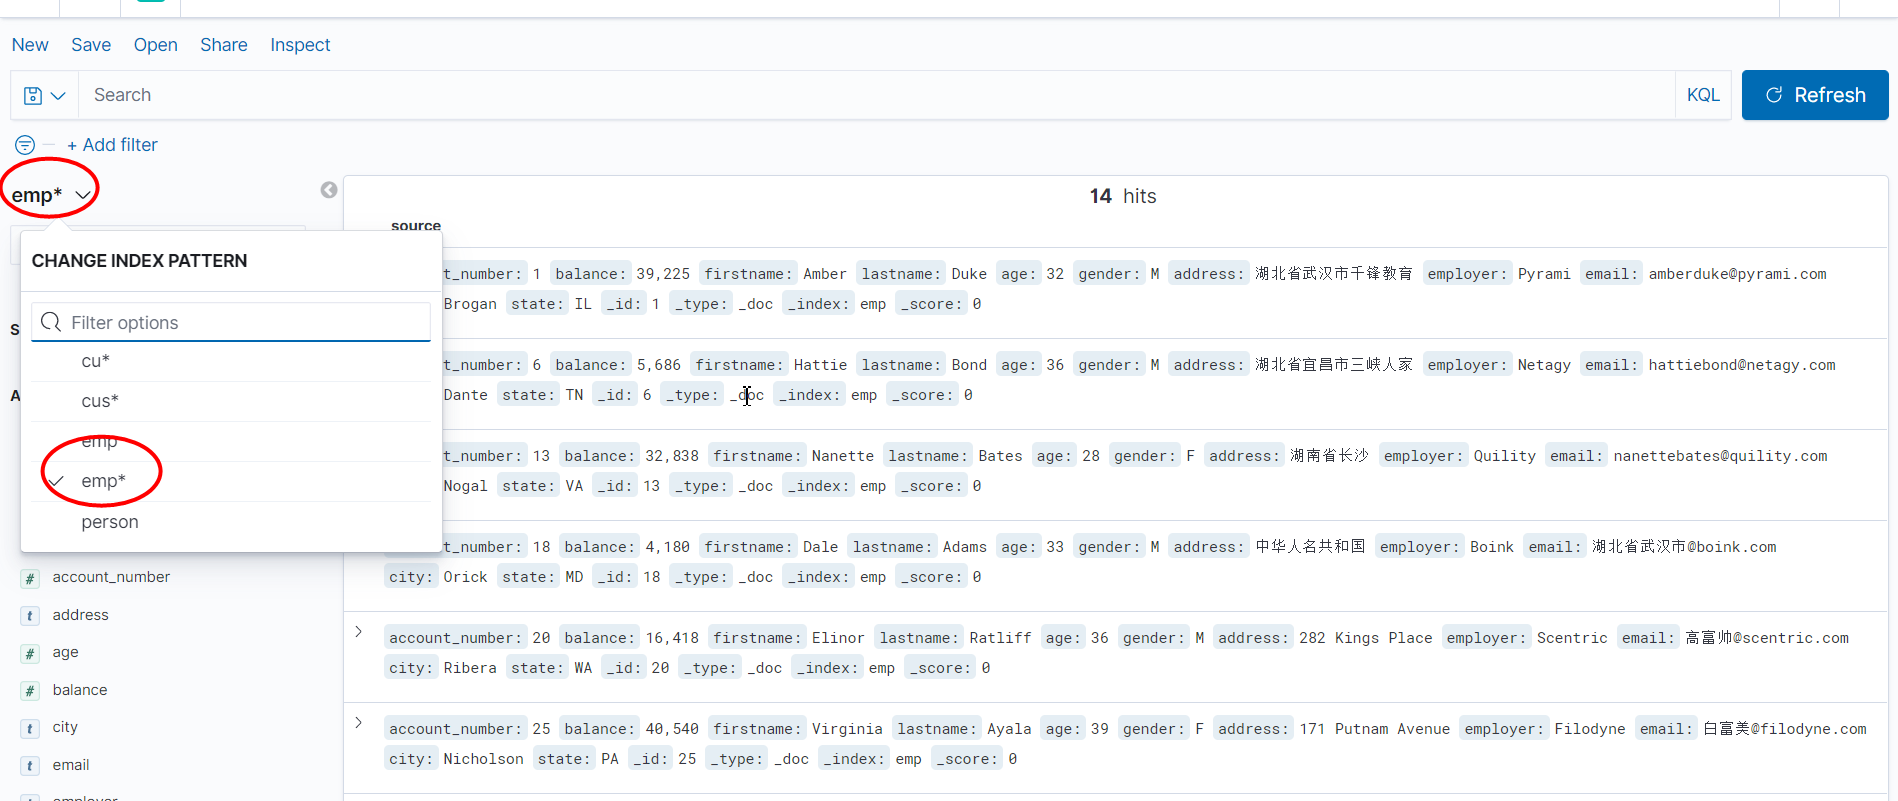 New Save Open Share Inspect
Search KQL Refresh
+ Add filter
emp*
14 hits
source
CHANGE INDEX PATTERN
Filter options
cu*
cus*
emp
emp*
person
t_number: 1 balance: 39,225 firstname: Amber lastname: Duke age: 32 gender: M address: 湖北省武汉市千锋教育 employer: Pyrami email: amberduke@pyrami.com
Brogan state: IL _id: 1 _type: _doc _index: emp _score: 0
t_number: 6 balance: 5,686 firstname: Hattie lastname: Bond age: 36 gender: M address: 湖北省宜昌市三峡人家 employer: Netagy email: hattiebond@netagy.com
Dante state: TN _id: 6 _type: _doc _index: emp _score: 0
t_number: 13 balance: 32,838 firstname: Nanette lastname: Bates age: 28 gender: F address: 湖南省长沙 employer: Quility email: nanettebates@quility.com
Nogal state: VA _id: 13 _type: _doc _index: emp _score: 0
t_number: 18 balance: 4,180 firstname: Dale lastname: Adams age: 33 gender: M address: 中华人名共和国 employer: Boink email: 湖北省武汉市@boink.com
city: Orick state: MD _id: 18 _type: _doc _index: emp _score: 0
account_number: 20 balance: 16,418 firstname: Elinor lastname: Ratliff age: 36 gender: M address: 282 Kings Place employer: Scentric email: 高富帅@scentric.com
city: Ribera state: WA _id: 20 _type: _doc _index: emp _score: 0
account_number: 25 balance: 40,540 firstname: Virginia lastname: Ayala age: 39 gender: F address: 171 Putnam Avenue employer: Filodyne email: 白富美@filodyne.com
city: Nicholson state: PA _id: 25 _type: _doc _index: emp _score: 0
S
A
# account_number
t address
# age
# balance
t city
t email